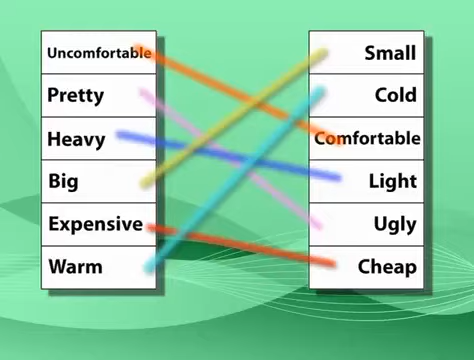 Uncomfortable
Pretty
Heavy
Big
Expensive
Warm
Small
Cold
Comfortable
Light
Ugly
Cheap